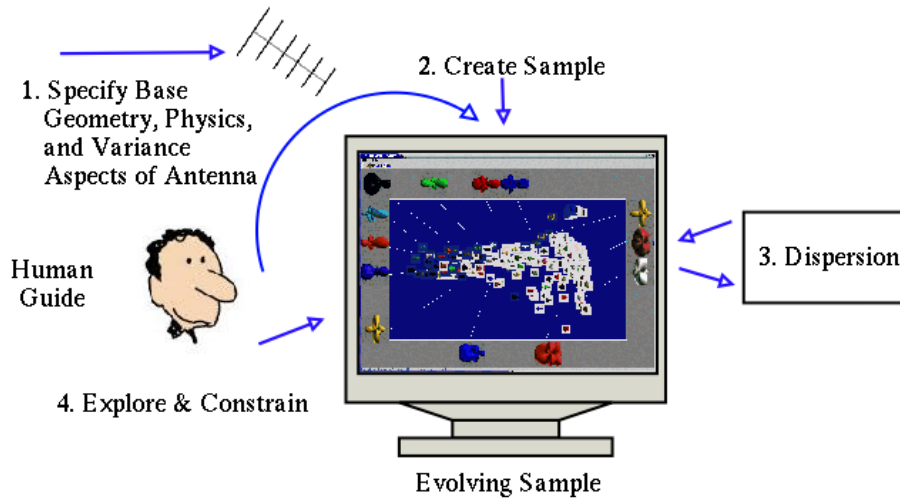 1. Specify Base
Geometry, Physics,
and Variance
Aspects of Antenna
2. Create Sample
3. Dispersion
Human
Guide
4. Explore & Constrain
Evolving Sample